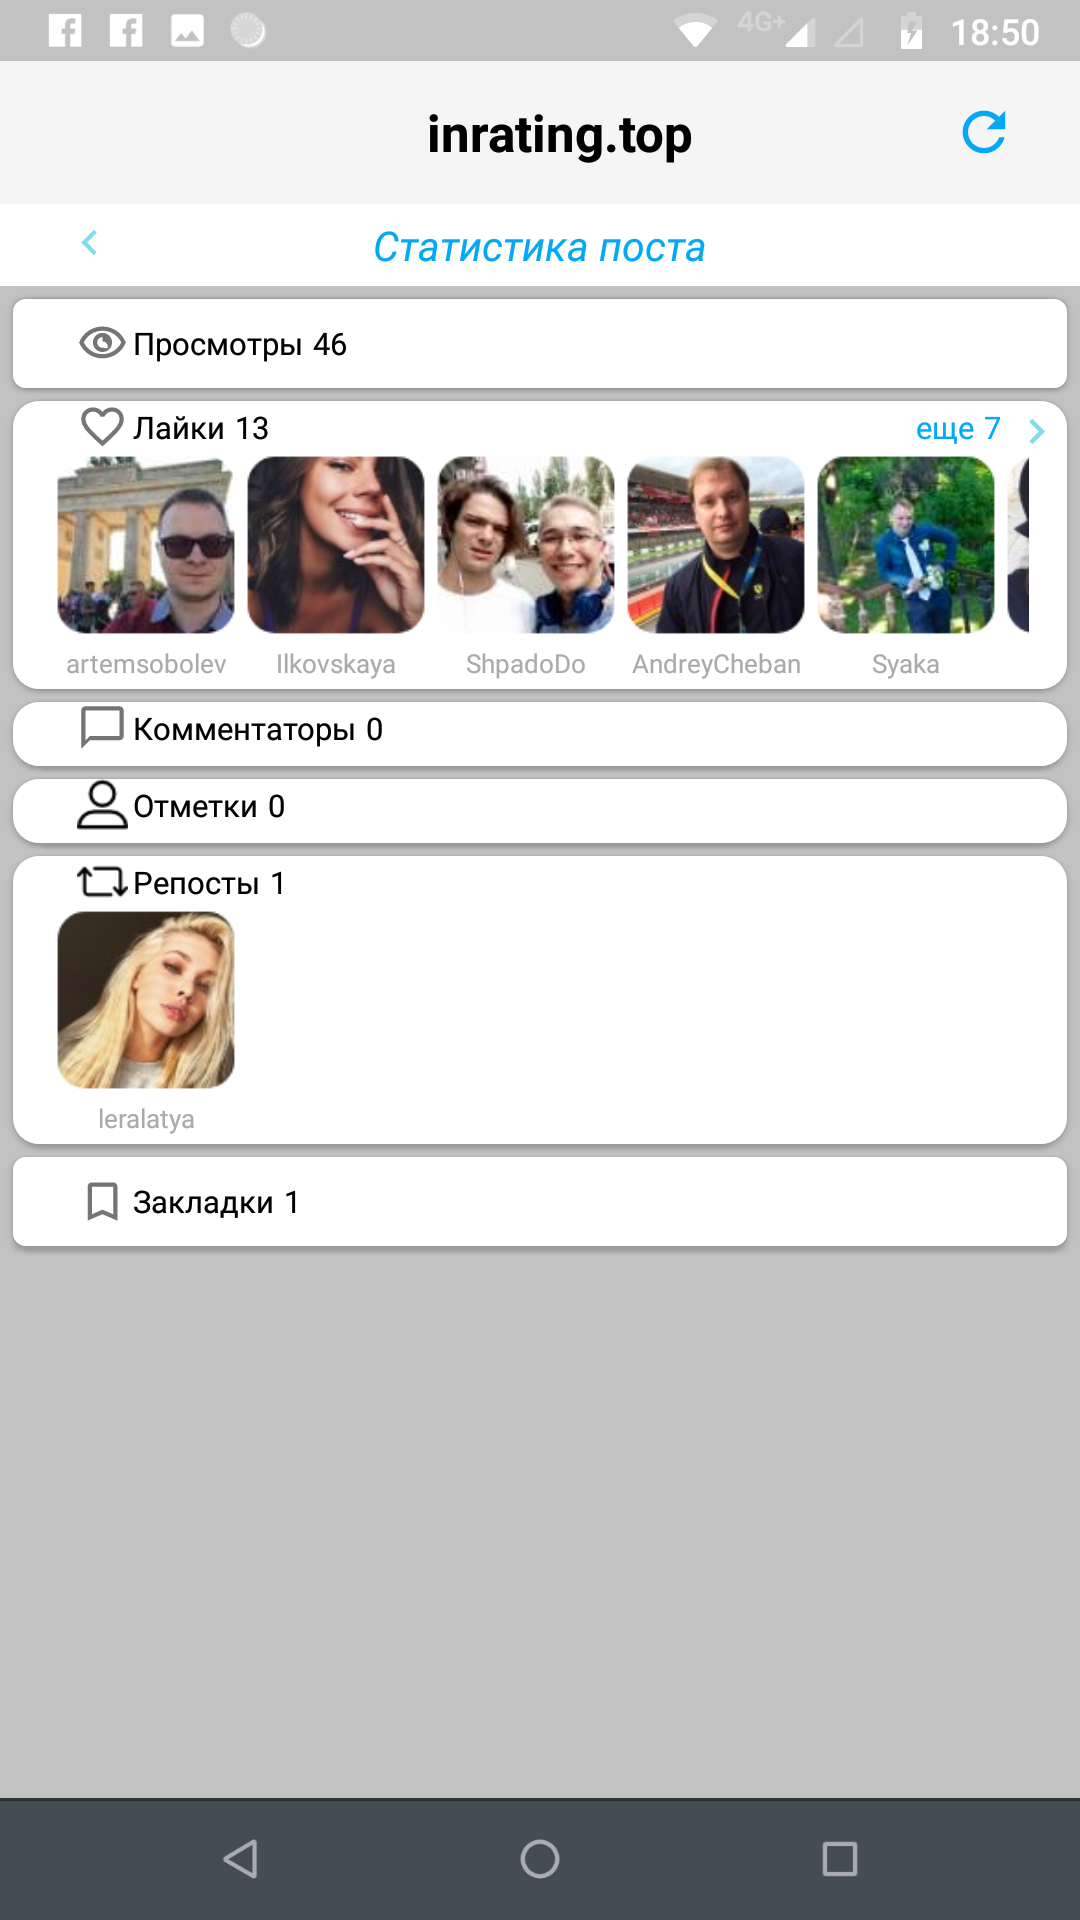 4G+ 18:50
inrating.top
Статистика поста
Просмотры 46
Лайки 13 еще 7
artemsobolev Ilkovskaya ShpadoDo AndreyCheban Syaka
Комментаторы 0
Отметки 0
Репосты 1
leralatya
Закладки 1